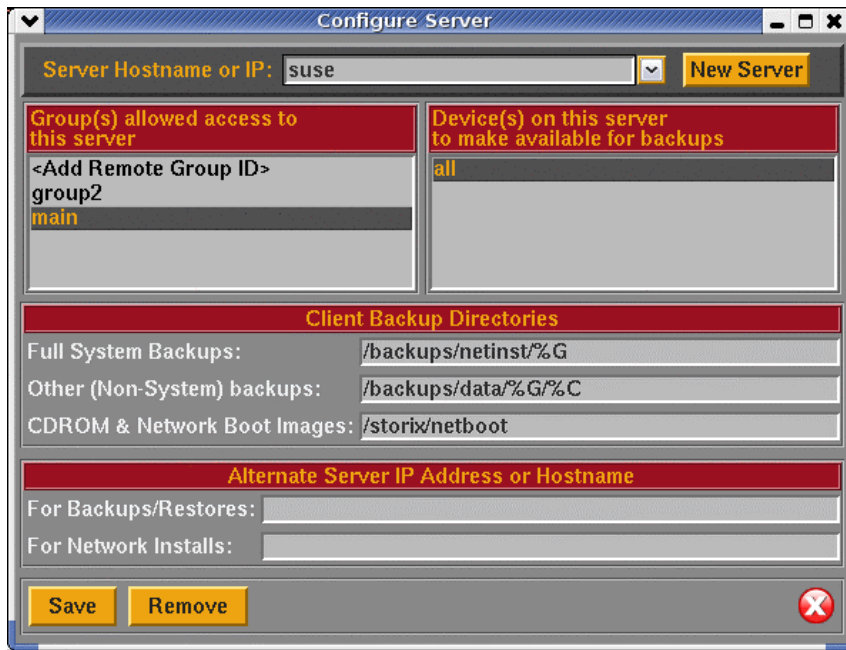 Configure Server
Server Hostname or IP: suse New Server
Group(s) allowed access to
this server
<Add Remote Group ID>
group2
main
Device(s) on this server
to make available for backups
all
Client Backup Directories
Full System Backups: /backups/netinst/%G
Other (Non-System) backups: /backups/data/%G/%C
CDROM & Network Boot Images: /storix/netboot
Alternate Server IP Address or Hostname
For Backups/Restores:
For Network Installs:
Save Remove